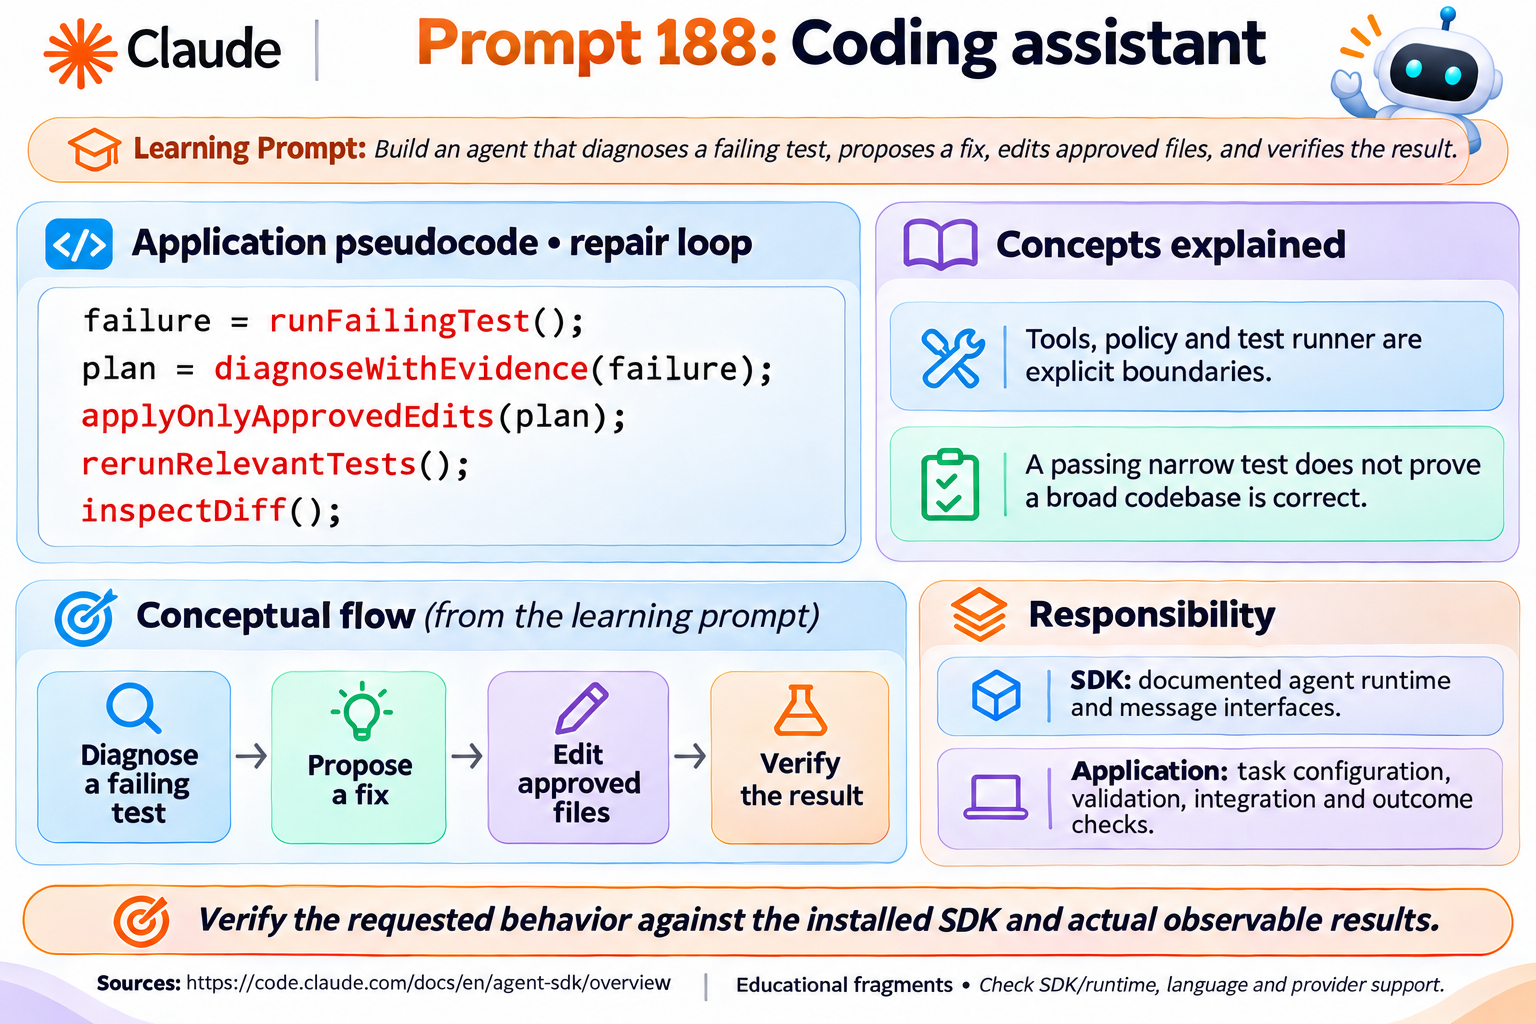 Claude
Prompt 188: Coding assistant
Learning Prompt: Build an agent that diagnoses a failing test, proposes a fix, edits approved files, and verifies the result.
</> Application pseudocode • repair loop
failure = runFailingTest();
plan = diagnoseWithEvidence(failure);
applyOnlyApprovedEdits(plan);
rerunRelevantTests();
inspectDiff();
Concepts explained
Tools, policy and test runner are
explicit boundaries.
A passing narrow test does not prove
a broad codebase is correct.
Conceptual flow (from the learning prompt)
Diagnose
a failing
test
Propose
a fix
Edit
approved
files
Verify
the result
Responsibility
SDK: documented agent runtime
and message interfaces.
Application: task configuration,
validation, integration and outcome
checks.
Verify the requested behavior against the installed SDK and actual observable results.
Sources: https://code.claude.com/docs/en/agent-sdk/overview
Educational fragments • Check SDK/runtime, language and provider support.